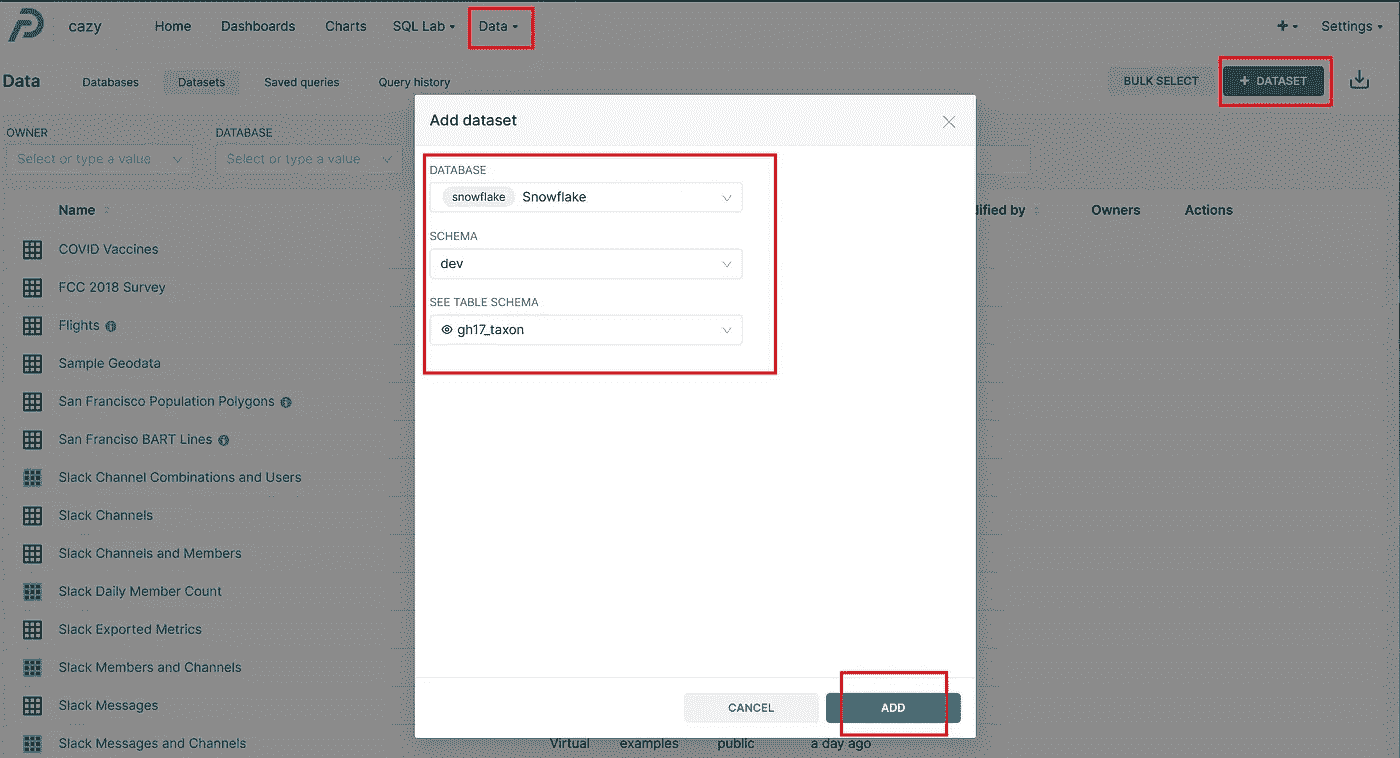 cazy Home Dashboards Charts SQL Lab Data + Settings
Data Databases Datasets Saved queries Query history BULK SELECT + DATASET
Add dataset
OWNER DATABASE
Select or type a value Select or type a value
DATABASE
snowflake Snowflake
SCHEMA
dev
SEE TABLE SCHEMA
gh17_taxon
Name dified by Owners Actions
COVID Vaccines
FCC 2018 Survey
Flights
Sample Geodata
San Francisco Population Polygons
San Franciso BART Lines
Slack Channel Combinations and Users
Slack Channels
Slack Channels and Members
Slack Daily Member Count
Slack Exported Metrics
Slack Members and Channels
Slack Messages
CANCEL ADD
Slack Messages and Channels Virtual examples public a day ago